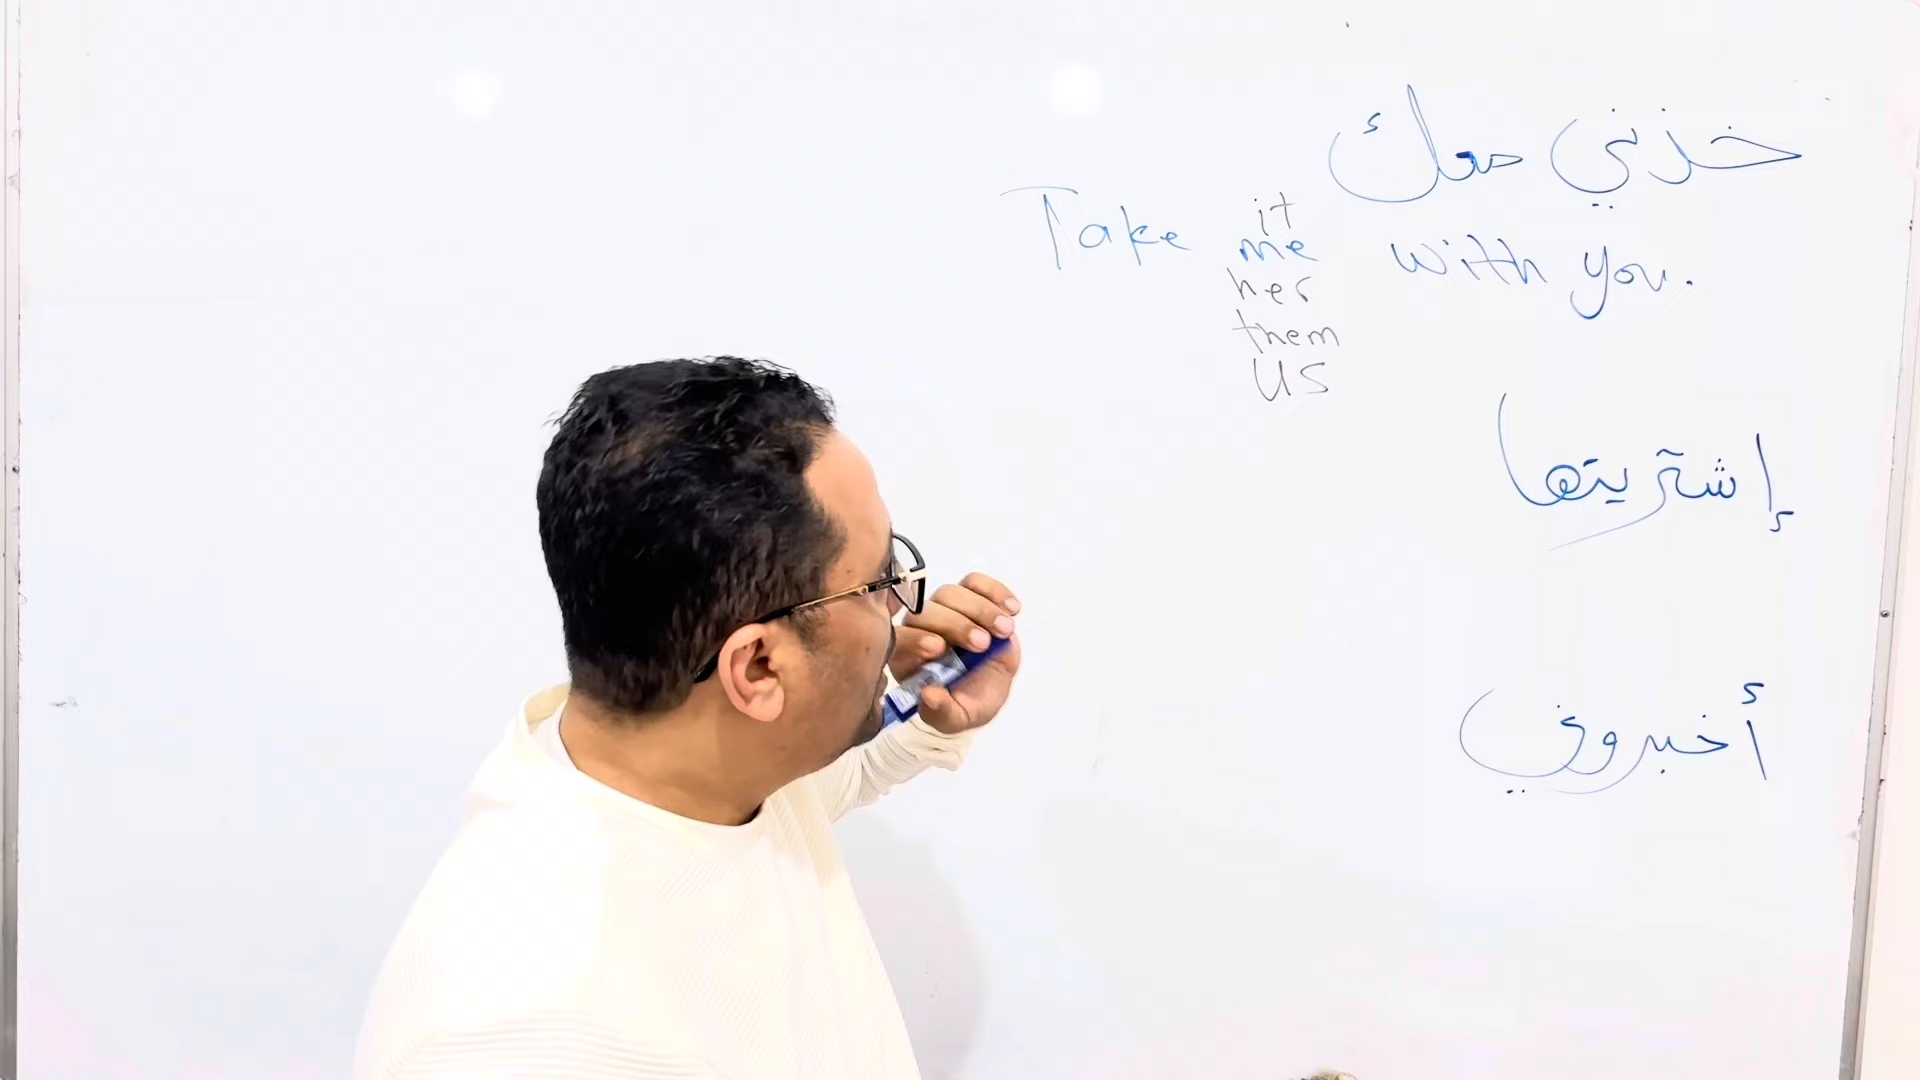 خذني معك
it
Take me with you.
her
them
us
إشتريتها
أخبروني